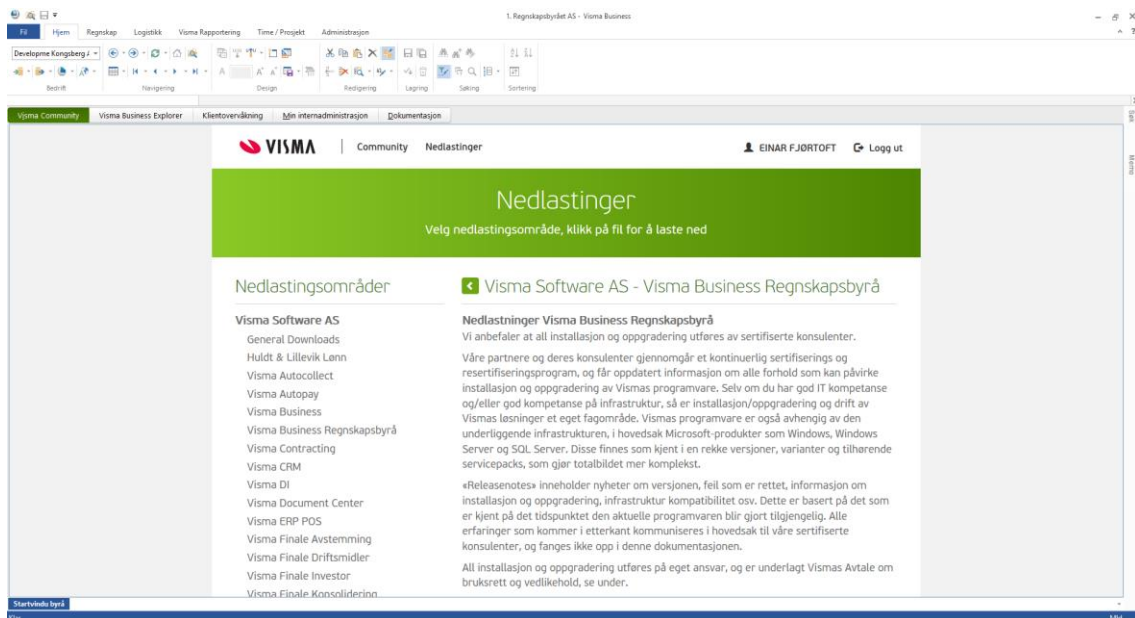 1. Regnskapsbyrået AS - Visma Business
Fil Hjem Regnskap Logistikk Visma Rapportering Time / Prosjekt Administrasjon
Developme Kongsberg
Bedrift Navigering Design Redigering Lagring Søking Sortering
Visma Community Visma Business Explorer Klientovervåkning Min internadministrasjon Dokumentasjon
Søk
Memo
VISMA | Community Nedlastinger EINAR FJØRTOFT Logg ut
Nedlastinger
Velg nedlastingsområde, klikk på fil for å laste ned
Nedlastingsområder
Visma Software AS
General Downloads
Huldt & Lillevik Lønn
Visma Autocollect
Visma Autopay
Visma Business
Visma Business Regnskapsbyrå
Visma Contracting
Visma CRM
Visma DI
Visma Document Center
Visma ERP POS
Visma Finale Avstemming
Visma Finale Driftsmidler
Visma Finale Investor
Visma Finale Konsolidering
Visma Software AS - Visma Business Regnskapsbyrå
Nedlastninger Visma Business Regnskapsbyrå
Vi anbefaler at all installasjon og oppgradering utføres av sertifiserte konsulenter.
Våre partnere og deres konsulenter gjennomgår et kontinuerlig sertifiserings og
resertifiseringsprogram, og får oppdatert informasjon om alle forhold som kan påvirke
installasjon og oppgradering av Vismas programvare. Selv om du har god IT kompetanse
og/eller god kompetanse på infrastruktur, så er installasjon/oppgradering og drift av
Vismas løsninger et eget fagområde. Vismas programvare er også avhengig av den
underliggende infrastrukturen, i hovedsak Microsoft-produkter som Windows, Windows
Server og SQL Server. Disse finnes som kjent i en rekke versjoner, varianter og tilhørende
servicepacks, som gjør totalbildet mer komplekst.
«Releasenotes» inneholder nyheter om versjonen, feil som er rettet, informasjon om
installasjon og oppgradering, infrastruktur kompatibilitet osv. Dette er basert på det som
er kjent på det tidspunktet den aktuelle programvaren blir gjort tilgjengelig. Alle
erfaringer som kommer i etterkant kommuniseres i hovedsak til våre sertifiserte
konsulenter, og fanges ikke opp i denne dokumentasjonen.
All installasjon og oppgradering utføres på eget ansvar, og er underlagt Vismas Avtale om
bruksrett og vedlikehold, se under.
Startvindu byrå